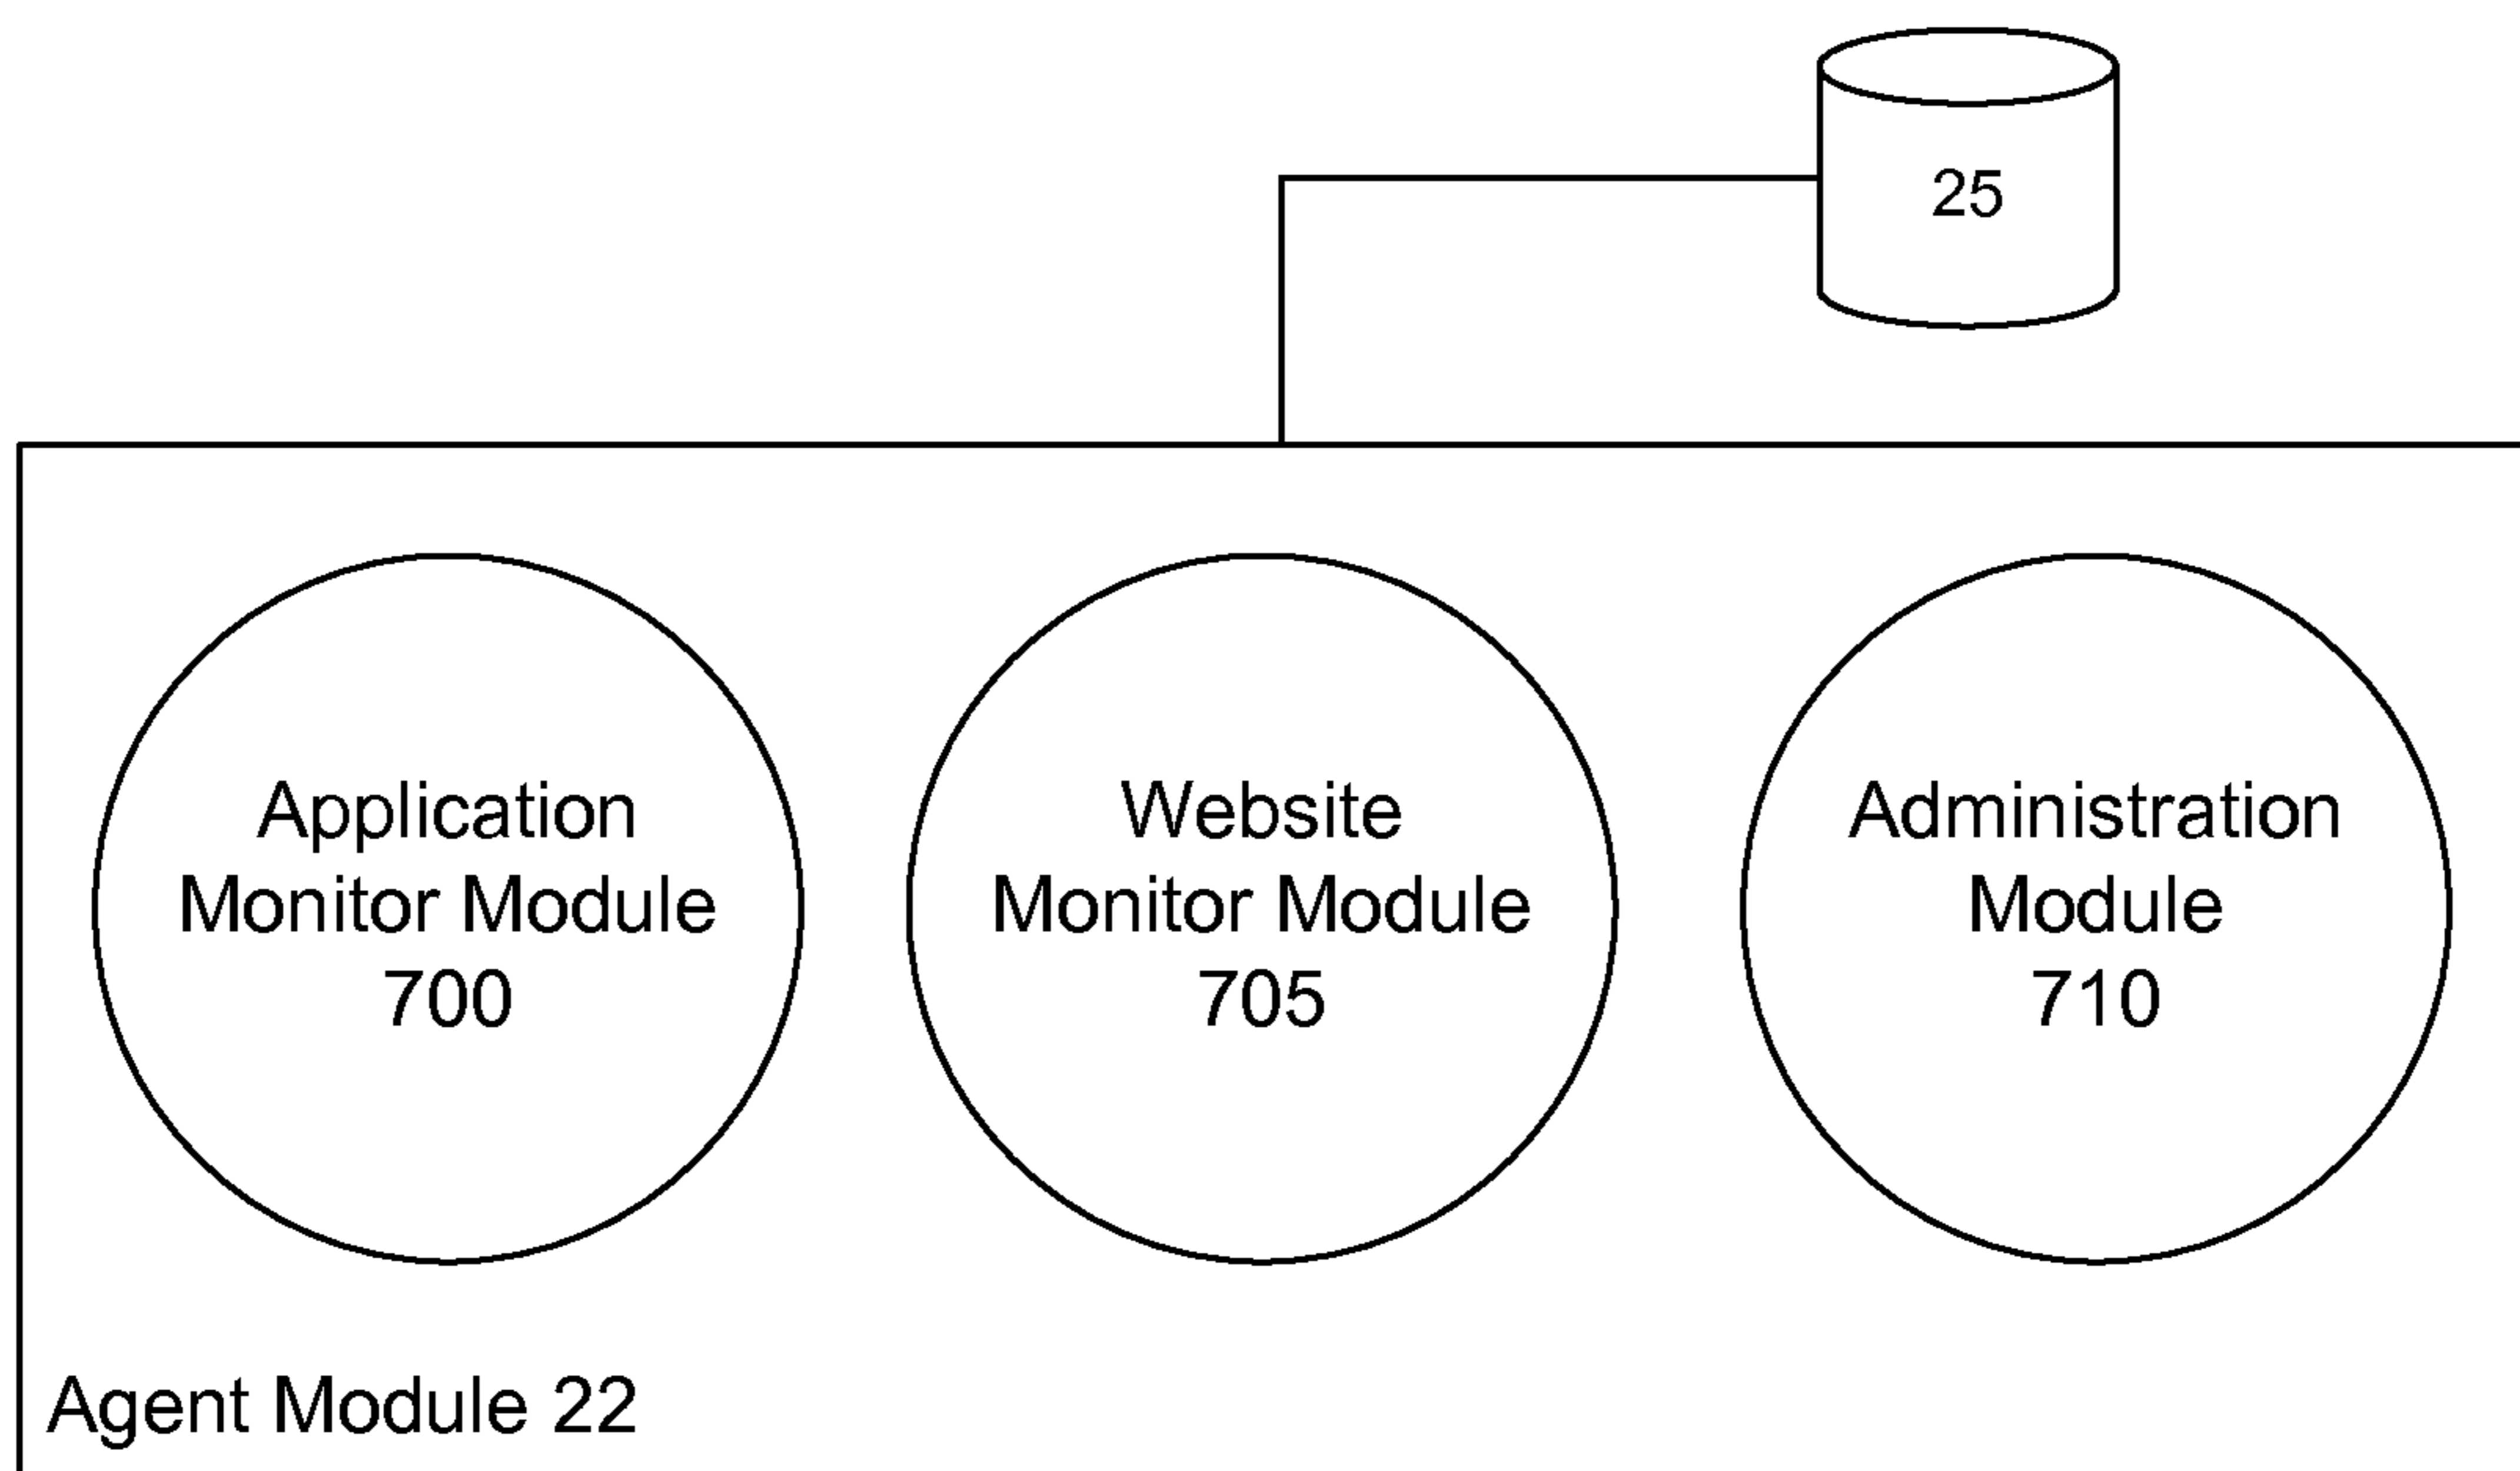 25
Application
Monitor Module
700
Website
Monitor Module
705
Administration
Module
710
Agent Module 22